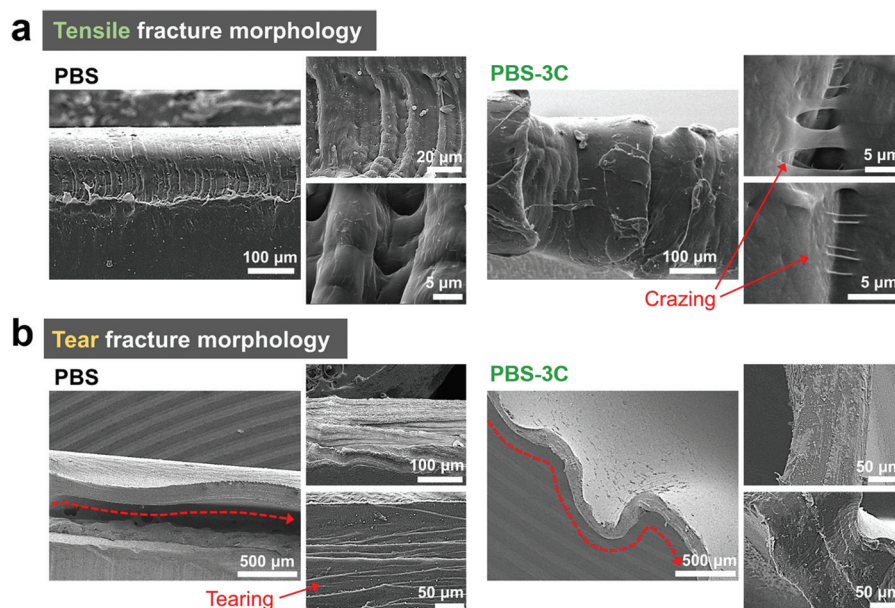 a Tensile fracture morphology
PBS
100 µm
20 µm
5 µm
PBS-3C
100 µm
5 µm
5 µm
Crazing
b Tear fracture morphology
PBS
500 µm
100 µm
50 µm
Tearing
PBS-3C
500 µm
50 µm
50 µm